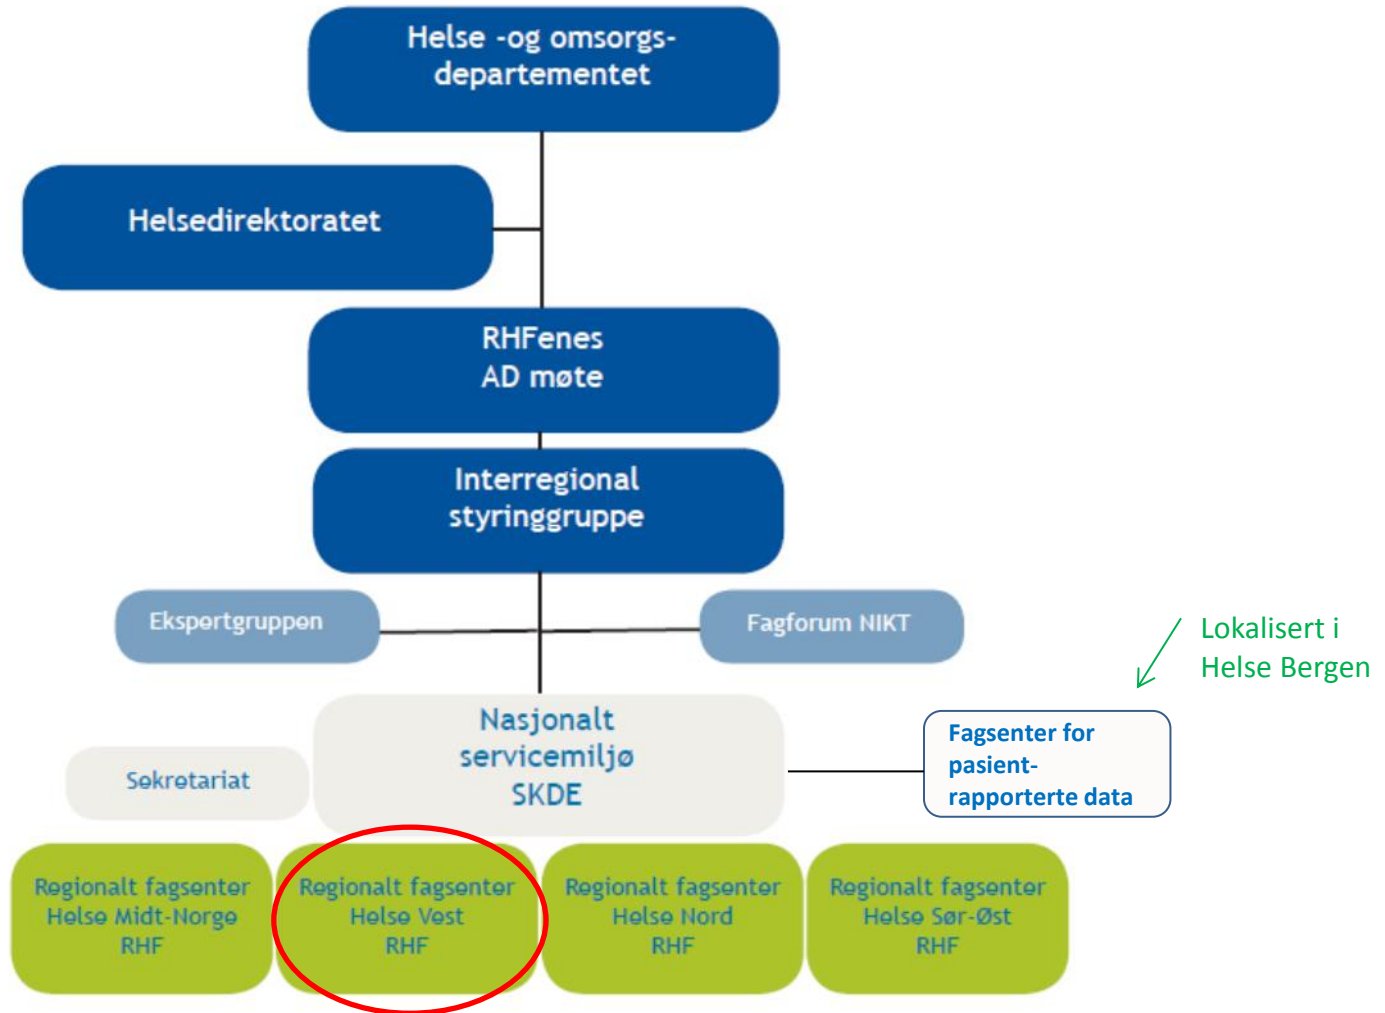 Helse -og omsorgs-
departementet
Helsedirektoratet
RHFenes
AD møte
Interregional
styringgruppe
Ekspertgruppen
Fagforum NIKT
Lokalisert i
Helse Bergen
Nasjonalt
servicemiljø
SKDE
Sekretariat
Fagsenter for
pasient-
rapporterte data
Regionalt fagsenter
Helse Midt-Norge
RHF
Regionalt fagsenter
Helse Vest
RHF
Regionalt fagsenter
Helse Nord
RHF
Regionalt fagsenter
Helse Sør-Øst
RHF